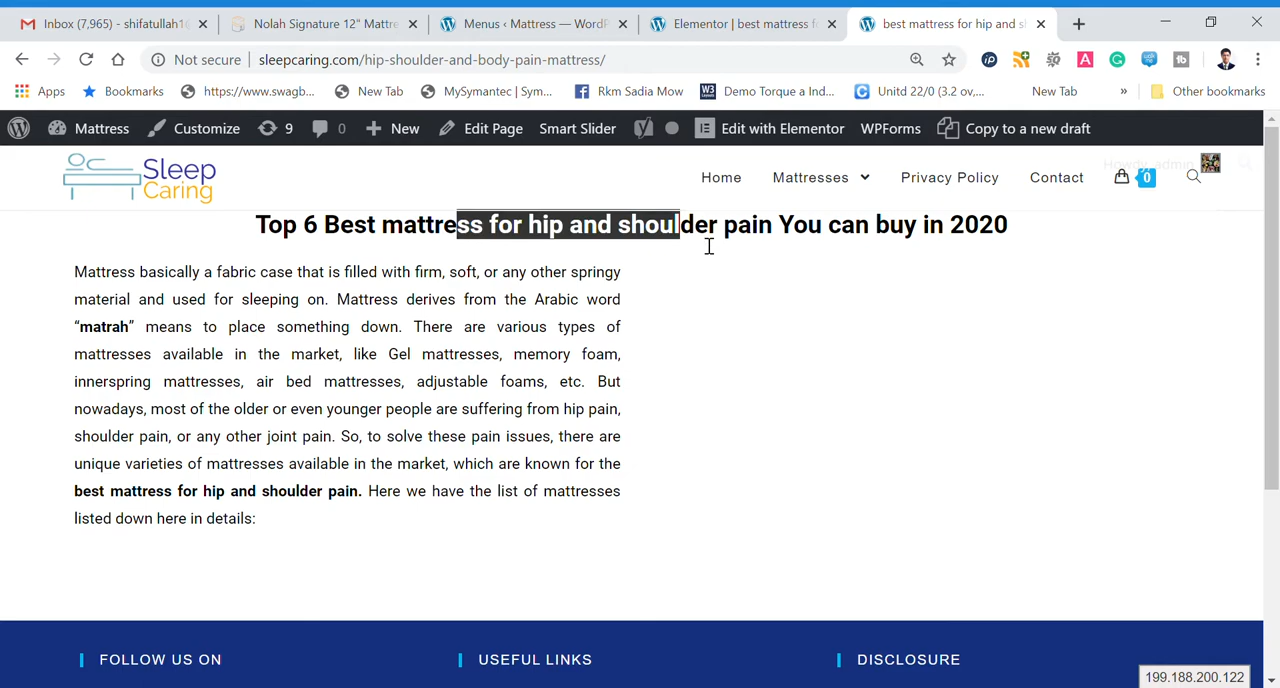 Inbox (7,965) - shifatullah1
Nolah Signature 12" Mattre
Menus ‹ Mattress — WordP
Elementor | best mattress f
best mattress for hip and s
Not secure
sleepcaring.com/hip-shoulder-and-body-pain-mattress/
Apps
Bookmarks
https://www.swagb...
New Tab
MySymantec | Sym...
Rkm Sadia Mow
Demo Torque a Ind...
Unitd 22/0 (3.2 ov,...
New Tab
»
Other bookmarks
Mattress
Customize
9
0
New
Edit Page
Smart Slider
Edit with Elementor
WPForms
Copy to a new draft
Howdy, admin
Sleep
Caring
Home
Mattresses
Privacy Policy
Contact
0
Top 6 Best mattress for hip and shoulder pain You can buy in 2020
Mattress basically a fabric case that is filled with firm, soft, or any other springy
material and used for sleeping on. Mattress derives from the Arabic word
“matrah” means to place something down. There are various types of
mattresses available in the market, like Gel mattresses, memory foam,
innerspring mattresses, air bed mattresses, adjustable foams, etc. But
nowadays, most of the older or even younger people are suffering from hip pain,
shoulder pain, or any other joint pain. So, to solve these pain issues, there are
unique varieties of mattresses available in the market, which are known for the
best mattress for hip and shoulder pain. Here we have the list of mattresses
listed down here in details:
FOLLOW US ON
USEFUL LINKS
DISCLOSURE
199.188.200.122